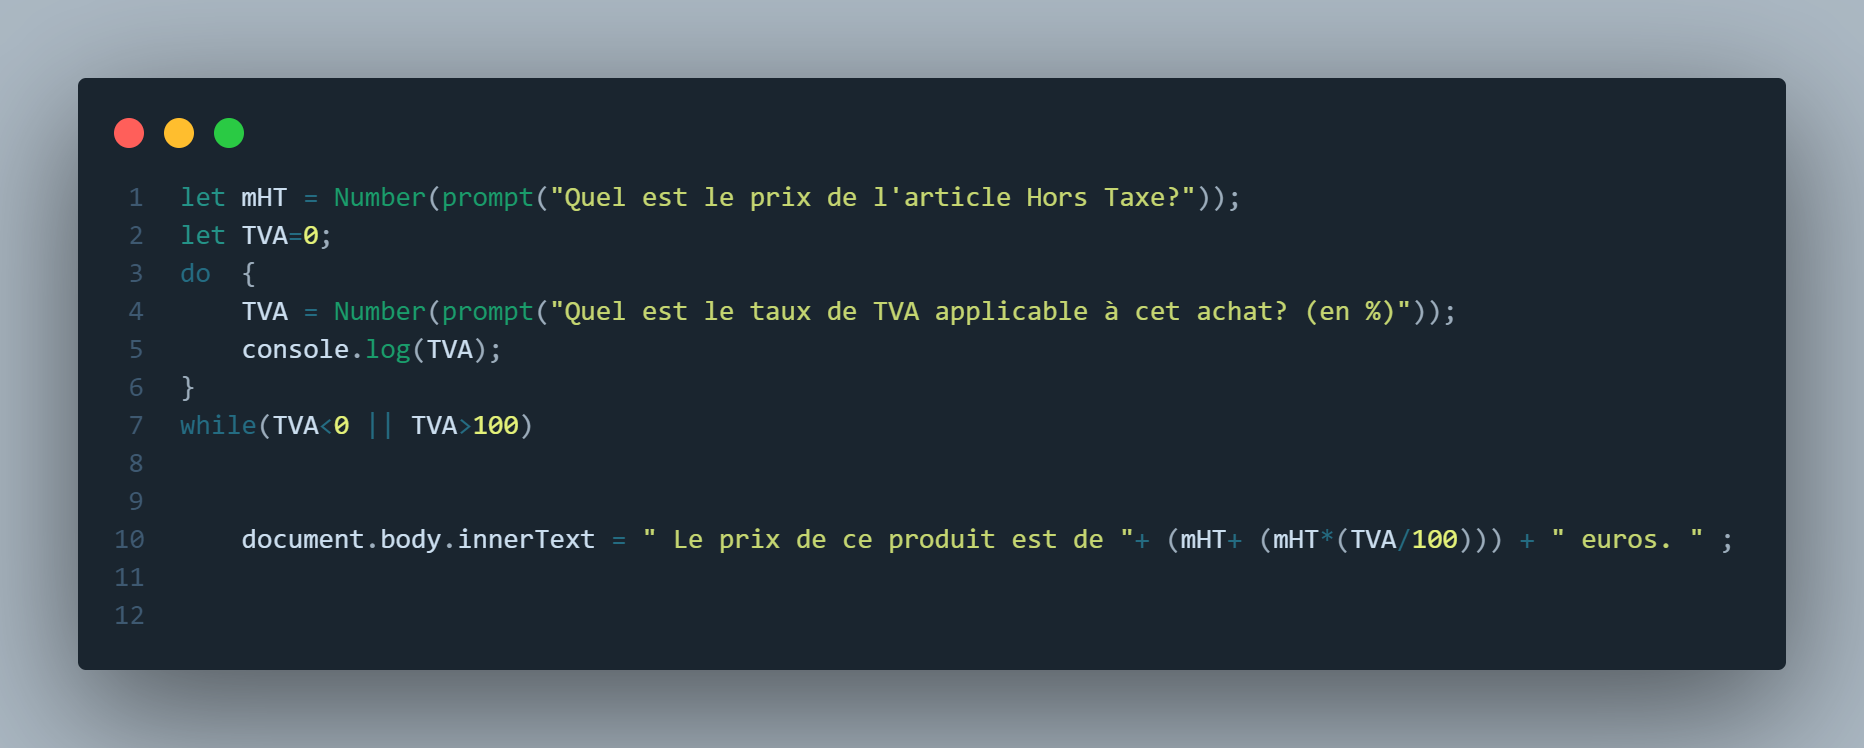 1 let mHT = Number(prompt("Quel est le prix de l'article Hors Taxe?"));
2 let TVA=0;
3 do  {
4     TVA = Number(prompt("Quel est le taux de TVA applicable à cet achat? (en %)"));
5     console.log(TVA);
6 }
7 while(TVA<0 || TVA>100)
8
9
10     document.body.innerText = " Le prix de ce produit est de "+ (mHT+ (mHT*(TVA/100))) + " euros. " ;
11
12